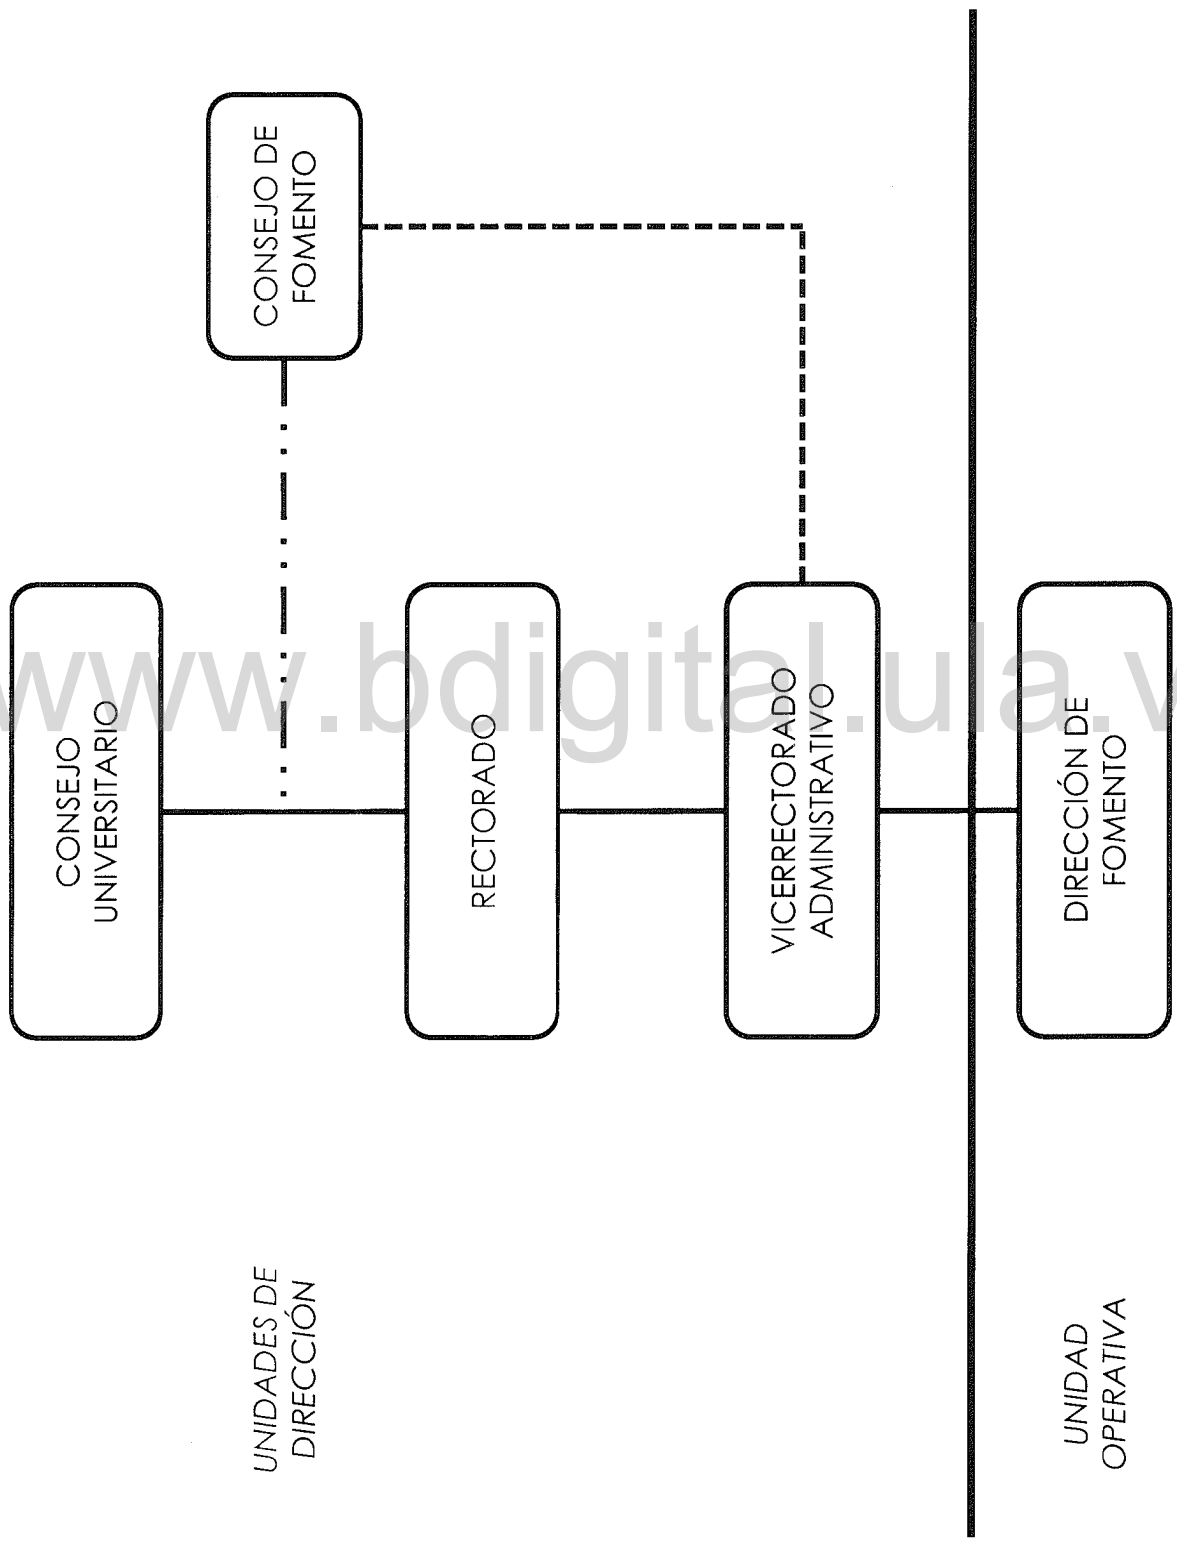 CONSEJO
UNIVERSITARIO
CONSEJO DE
FOMENTO
UNIDADES DE
DIRECCIÓN
RECTORADO
VICERRECTORADO
ADMINISTRATIVO
UNIDAD
OPERATIVA
DIRECCIÓN DE
FOMENTO
www.bdigital.ula.v